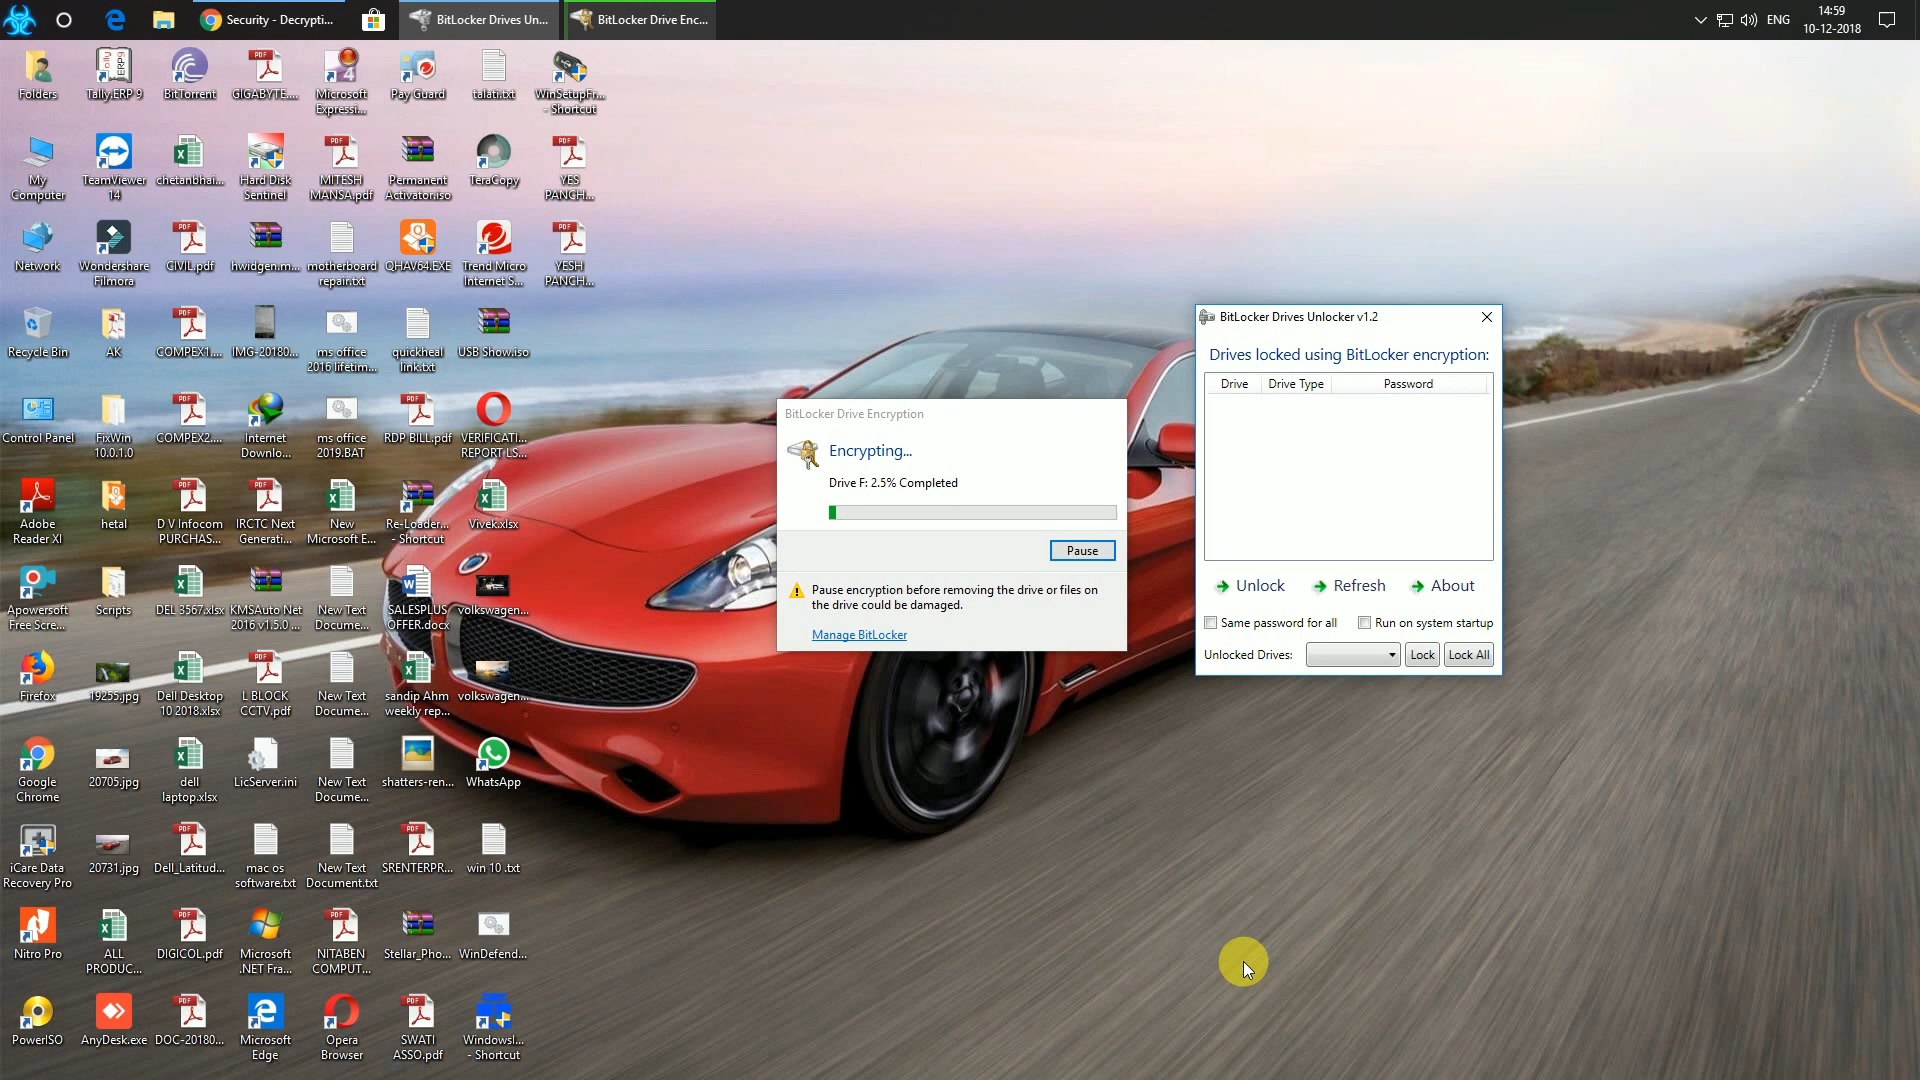 Security - Decrypti...
BitLocker Drives Un...
BitLocker Drive Enc...
ENG
14:59
10-12-2018
Folders
Tally.ERP 9
BitTorrent
GIGABYTE....
Microsoft
Expressi...
Pay Guard
talati.txt
WinSetupFr...
- Shortcut
My
Computer
TeamViewer
14
chetanbhai...
Hard Disk
Sentinel
MITESH
MANSA.pdf
Permanent
Activator.iso
TeraCopy
YES
PANCH...
Network
Wondershare
Filmora
CIVIL.pdf
hwidgen.m...
motherboard
repair.txt
QHAV64.EXE
Trend Micro
Internet S...
YESH
PANCH...
Recycle Bin
AK
COMPEX1....
IMG-20180...
ms office
2016 lifetim...
quickheal
link.txt
USB Show.iso
Control Panel
FixWin
10.0.1.0
COMPEX2....
Internet
Downlo...
ms office
2019.BAT
RDP BILL.pdf
VERIFICATI...
REPORT LS...
Adobe
Reader XI
hetal
D V Infocom
PURCHAS...
IRCTC Next
Generati...
New
Microsoft E...
Re-Loader...
- Shortcut
Vivek.xlsx
Apowersoft
Free Scre...
Scripts
DEL 3567.xlsx
KMSAuto Net
2016 v1.5.0 ...
New Text
Docume...
SALESPLUS
OFFER.docx
volkswagen...
Firefox
19255.jpg
Dell Desktop
10 2018.xlsx
L BLOCK
CCTV.pdf
New Text
Docume...
sandip Ahm
weekly rep...
volkswagen...
Google
Chrome
20705.jpg
dell
laptop.xlsx
LicServer.ini
New Text
Docume...
shatters-ren...
WhatsApp
iCare Data
Recovery Pro
20731.jpg
Dell_Latitud...
mac os
software.txt
New Text
Document.txt
SRENTERPR...
win 10 .txt
Nitro Pro
ALL
PRODUC...
DIGICOL.pdf
Microsoft
.NET Fra...
NITABEN
COMPUT...
Stellar_Pho...
WinDefend...
PowerISO
AnyDesk.exe
DOC-20180...
Microsoft
Edge
Opera
Browser
SWATI
ASSO.pdf
WindowsI...
- Shortcut
BitLocker Drive Encryption
Encrypting...
Drive F: 2.5% Completed
Pause
Pause encryption before removing the drive or files on
the drive could be damaged.
Manage BitLocker
BitLocker Drives Unlocker v1.2
Drives locked using BitLocker encryption:
Drive Drive Type Password
Unlock Refresh About
Same password for all Run on system startup
Unlocked Drives: Lock Lock All